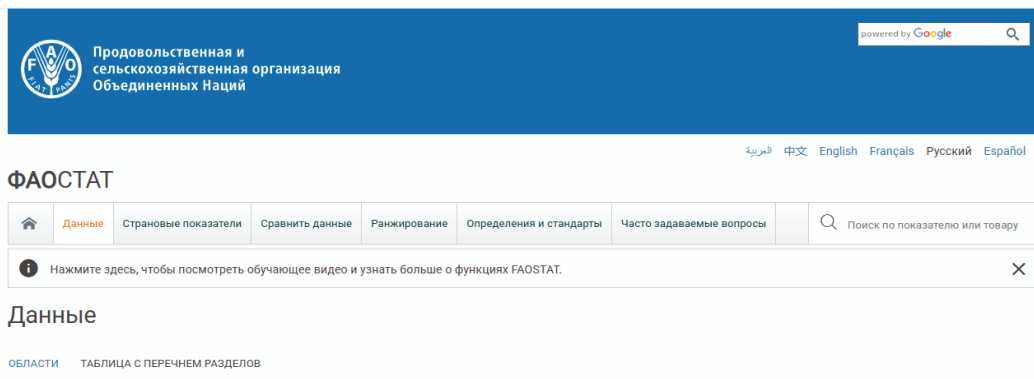 powered by Google
F A O
FIAT PANIS
Продовольственная и
сельскохозяйственная организация
Объединенных Наций
العربية 中文 English Français Русский Español
ФАОСТАТ
Данные Страновые показатели Сравнить данные Ранжирование Определения и стандарты Часто задаваемые вопросы Поиск по показателю или товару
Нажмите здесь, чтобы посмотреть обучающее видео и узнать больше о функциях FAOSTAT.
Данные
ОБЛАСТИ ТАБЛИЦА С ПЕРЕЧНЕМ РАЗДЕЛОВ